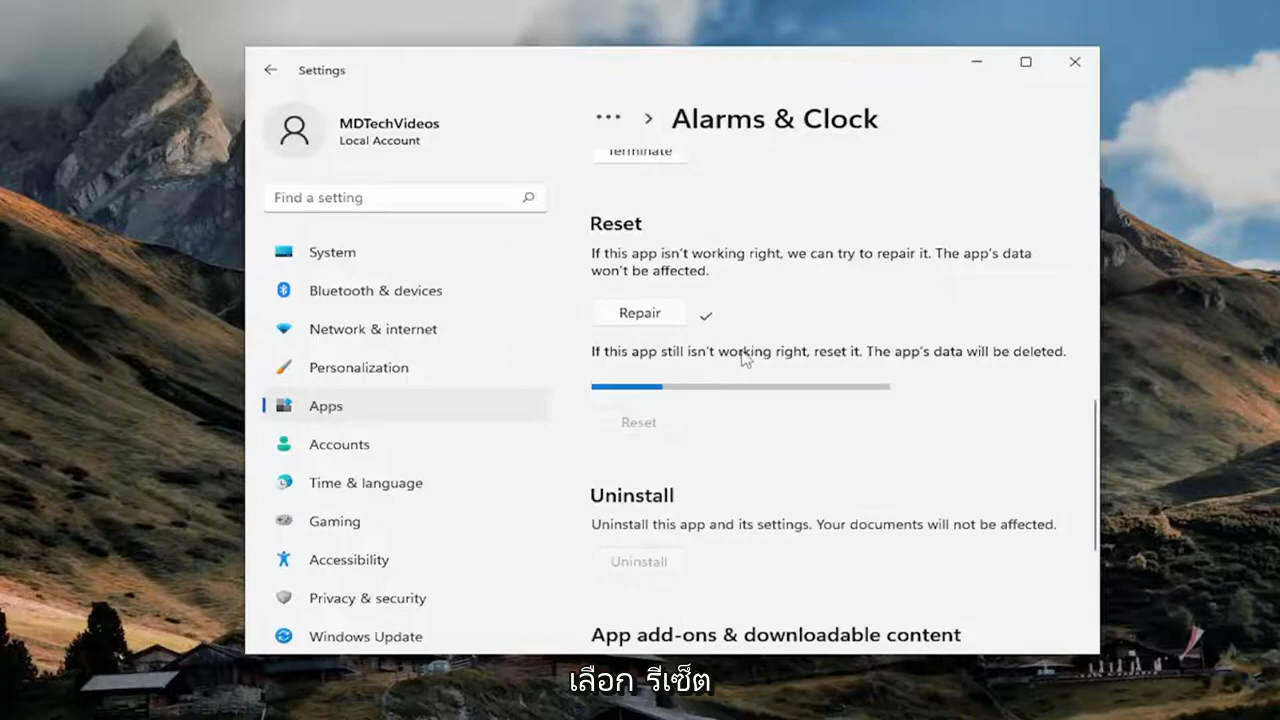 Settings
MDTechVideos
Local Account
Find a setting
System
Bluetooth & devices
Network & internet
Personalization
Apps
Accounts
Time & language
Gaming
Accessibility
Privacy & security
Windows Update
Alarms & Clock
Terminate
Reset
If this app isn't working right, we can try to repair it. The app's data
won't be affected.
Repair
If this app still isn't working right, reset it. The app's data will be deleted.
Reset
Uninstall
Uninstall this app and its settings. Your documents will not be affected.
Uninstall
App add-ons & downloadable content
เลือก รีเซ็ต